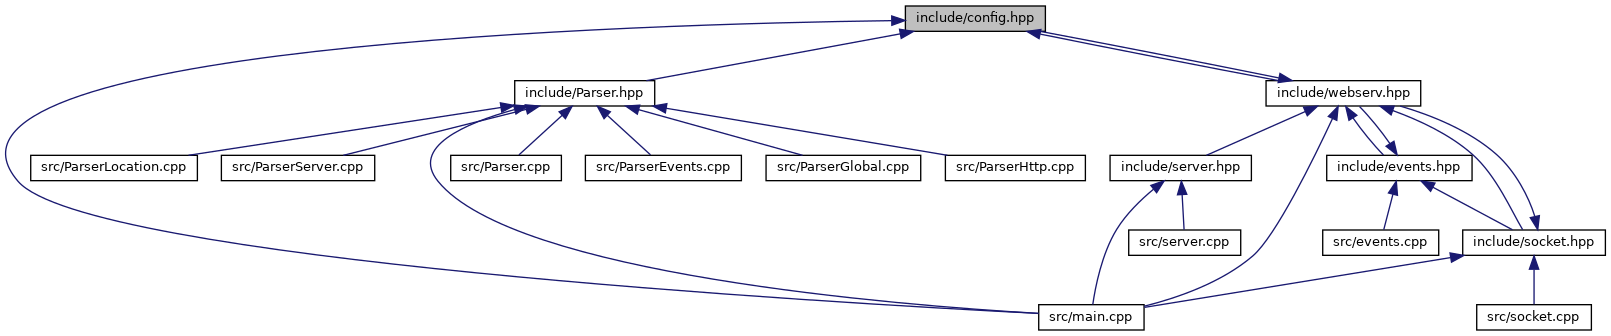 include/config.hpp
include/Parser.hpp
include/webserv.hpp
src/ParserLocation.cpp
src/ParserServer.cpp
src/Parser.cpp
src/ParserEvents.cpp
src/ParserGlobal.cpp
src/ParserHttp.cpp
include/server.hpp
include/events.hpp
src/server.cpp
src/events.cpp
include/socket.hpp
src/main.cpp
src/socket.cpp